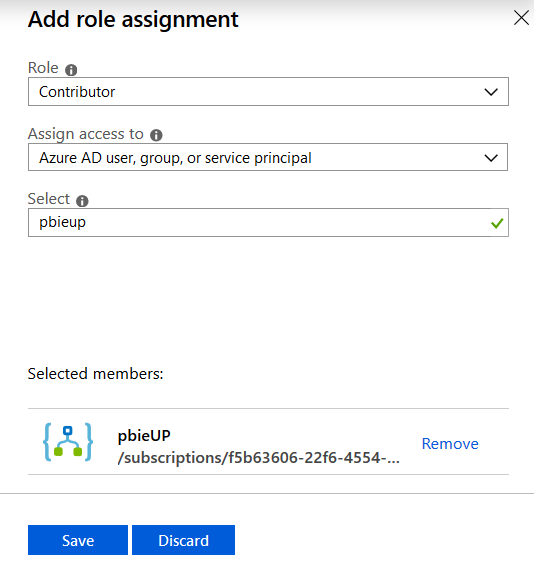 Add role assignment
Role
Contributor
Assign access to
Azure AD user, group, or service principal
Select
pbieup
Selected members:
pbieUP
/subscriptions/f5b63606-22f6-4554-...
Remove
Save
Discard